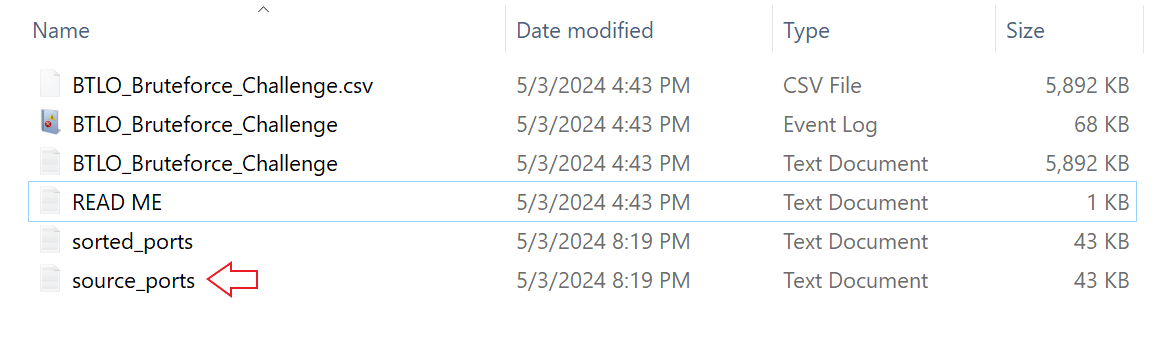 Name Date modified Type Size
BTLO_Bruteforce_Challenge.csv 5/3/2024 4:43 PM CSV File 5,892 KB
BTLO_Bruteforce_Challenge 5/3/2024 4:43 PM Event Log 68 KB
BTLO_Bruteforce_Challenge 5/3/2024 4:43 PM Text Document 5,892 KB
READ ME 5/3/2024 4:43 PM Text Document 1 KB
sorted_ports 5/3/2024 8:19 PM Text Document 43 KB
source_ports 5/3/2024 8:19 PM Text Document 43 KB